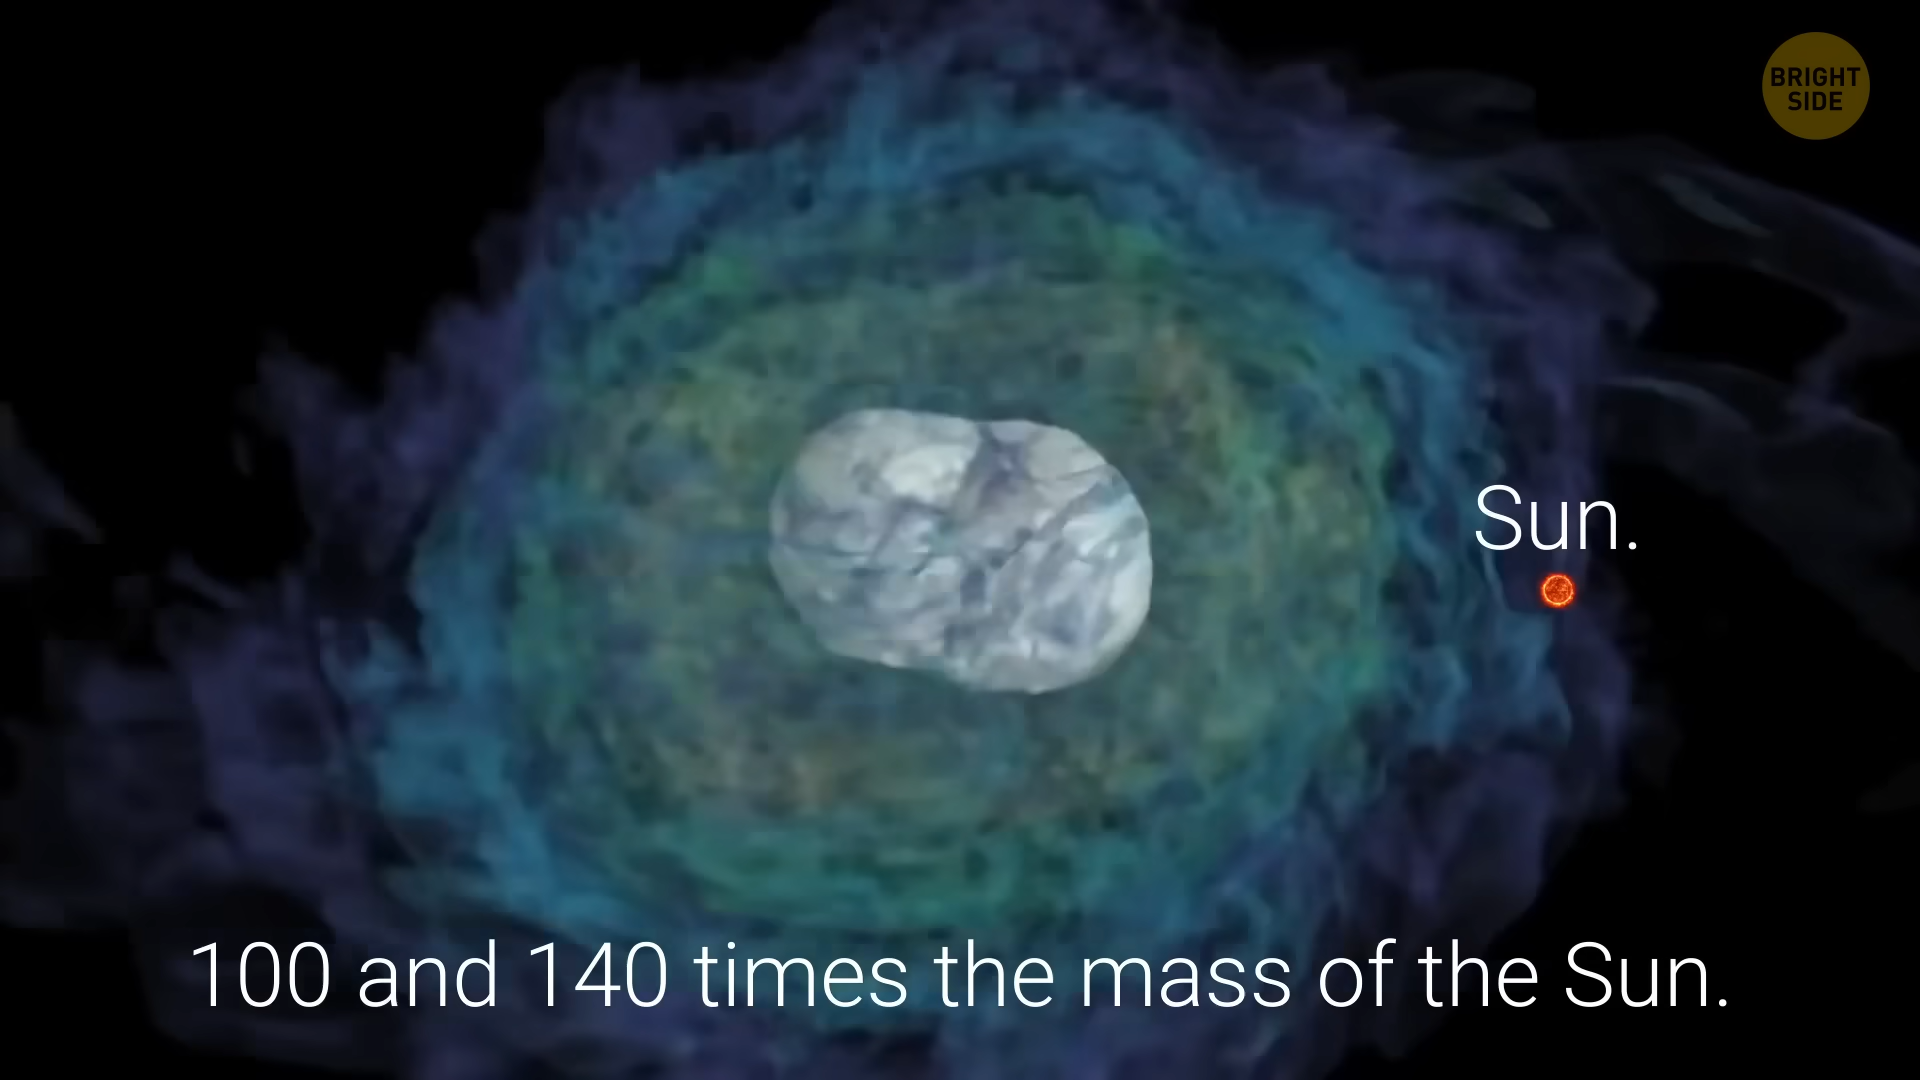 BRIGHT
SIDE
Sun.
100 and 140 times the mass of the Sun.